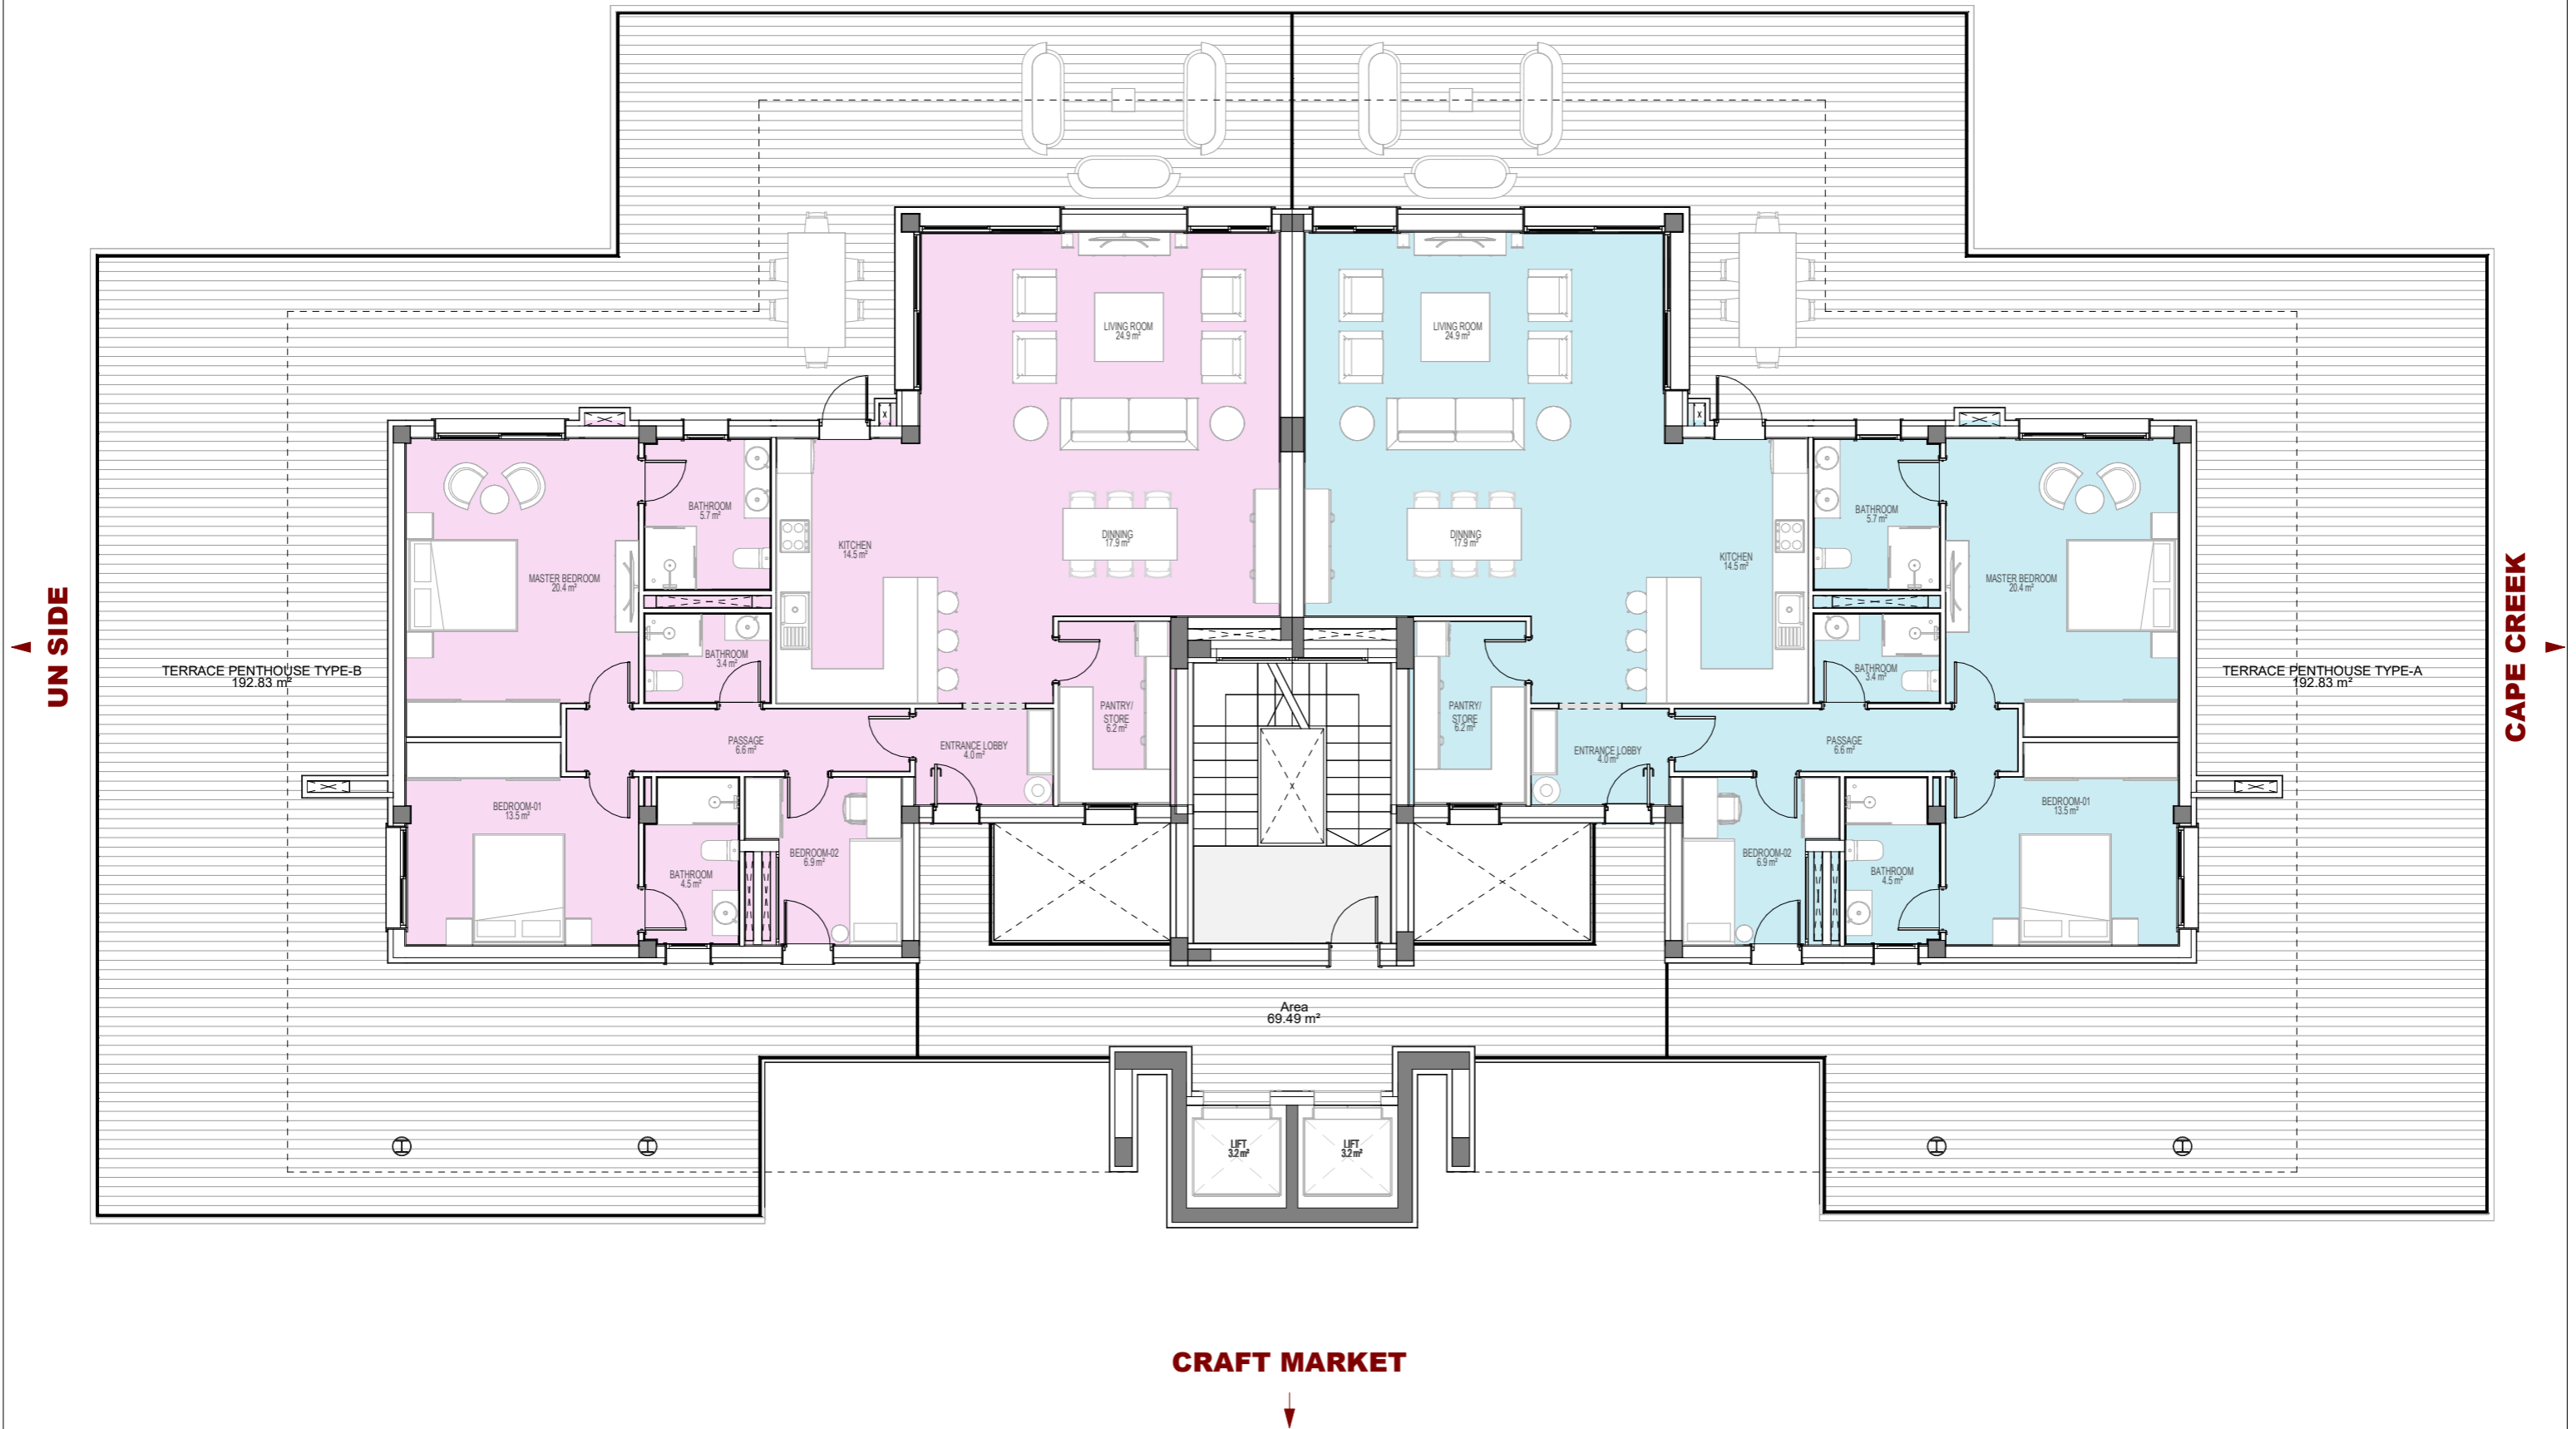 LIVING ROOM
24.9 m²
LIVING ROOM
24.9 m²
BATHROOM
5.7 m²
KITCHEN
14.5 m²
DINNING
17.9 m²
DINNING
17.9 m²
KITCHEN
14.5 m²
BATHROOM
5.7 m²
MASTER BEDROOM
20.4 m²
MASTER BEDROOM
20.4 m²
UN SIDE
CAPE CREEK
TERRACE PENTHOUSE TYPE-B
192.83 m²
BATHROOM
3.4 m²
BATHROOM
3.4 m²
TERRACE PENTHOUSE TYPE-A
192.83 m²
PANTRY/
STORE
6.2 m²
PANTRY/
STORE
6.2 m²
PASSAGE
6.6 m²
ENTRANCE LOBBY
4.0 m²
ENTRANCE LOBBY
4.0 m²
PASSAGE
6.6 m²
BEDROOM-01
13.5 m²
BEDROOM-01
13.5 m²
BEDROOM-02
6.9 m²
BEDROOM-02
6.9 m²
BATHROOM
4.5 m²
BATHROOM
4.5 m²
Area
69.49 m²
LIFT
3.2 m²
LIFT
3.2 m²
CRAFT MARKET